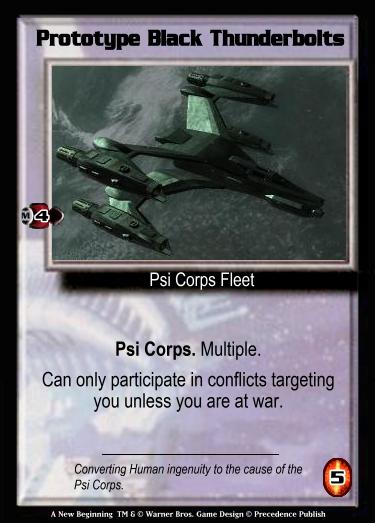 Prototype Black Thunderbolts
M 4
Psi Corps Fleet
Psi Corps. Multiple.
Can only participate in conflicts targeting
you unless you are at war.
Converting Human ingenuity to the cause of the
Psi Corps.
5
A New Beginning TM & © Warner Bros. Game Design © Precedence Publish